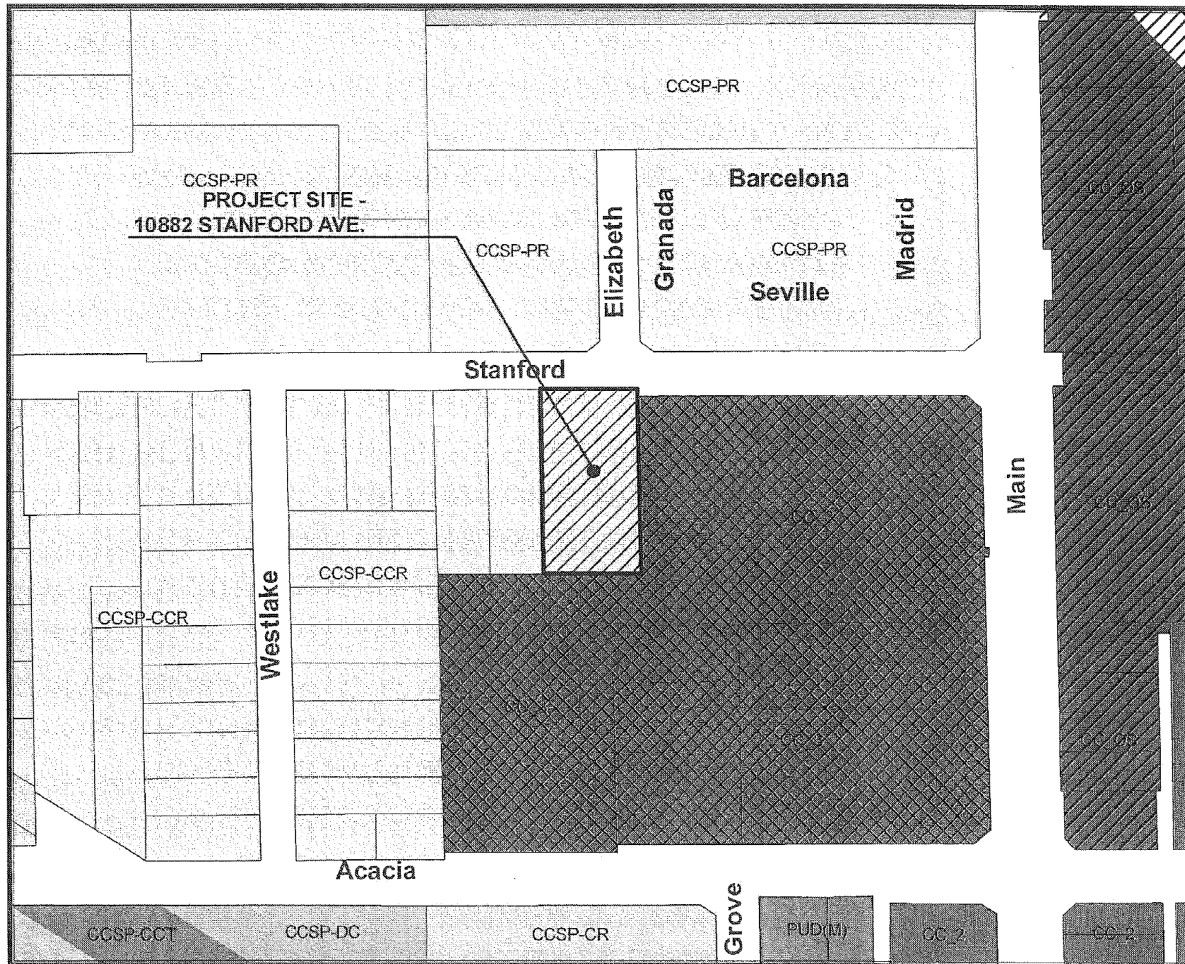 CCSP-PR
CCSP-PR
PROJECT SITE -
10882 STANFORD AVE.
CCSP-PR
Elizabeth
Granada
Barcelona
CCSP-PR
Seville
Madrid
Stanford
Main
CCSP-CCR
CCSP-CCR
Westlake
Acacia
Grove
CCSP-CCT
CCSP-DC
CCSP-CR
PUD(M)
CC_2
CC_2